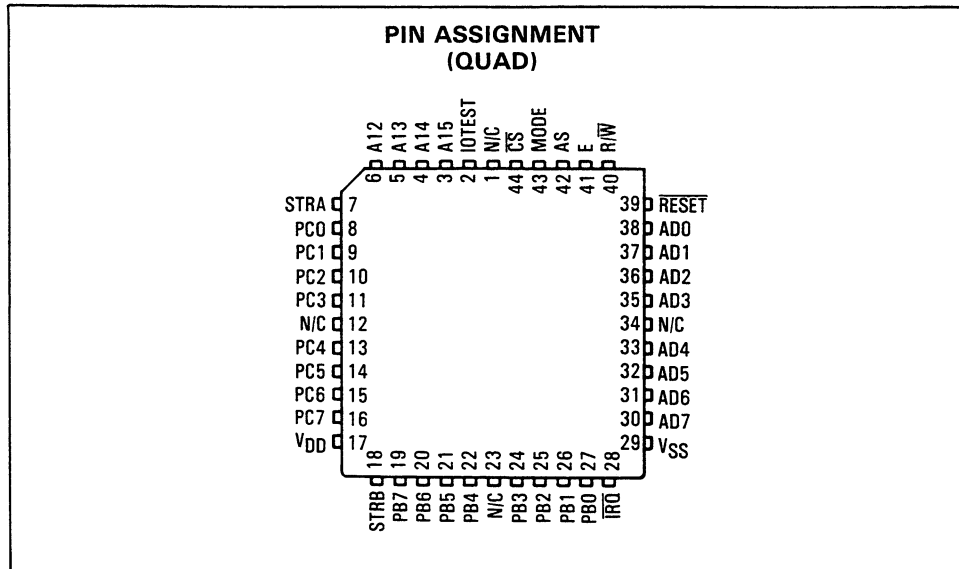 PIN ASSIGNMENT
(QUAD)
6 A12
5 A13
4 A14
3 A15
2 IOTEST
1 N/C
44 C̅S̅
43 MODE
42 AS
41 E
40 R/W̅
STRA 7
PC0 8
PC1 9
PC2 10
PC3 11
N/C 12
PC4 13
PC5 14
PC6 15
PC7 16
VDD 17
39 R̅E̅S̅E̅T̅
38 AD0
37 AD1
36 AD2
35 AD3
34 N/C
33 AD4
32 AD5
31 AD6
30 AD7
29 VSS
18 STRB
19 PB7
20 PB6
21 PB5
22 PB4
23 N/C
24 PB3
25 PB2
26 PB1
27 PB0
28 I̅R̅Q̅